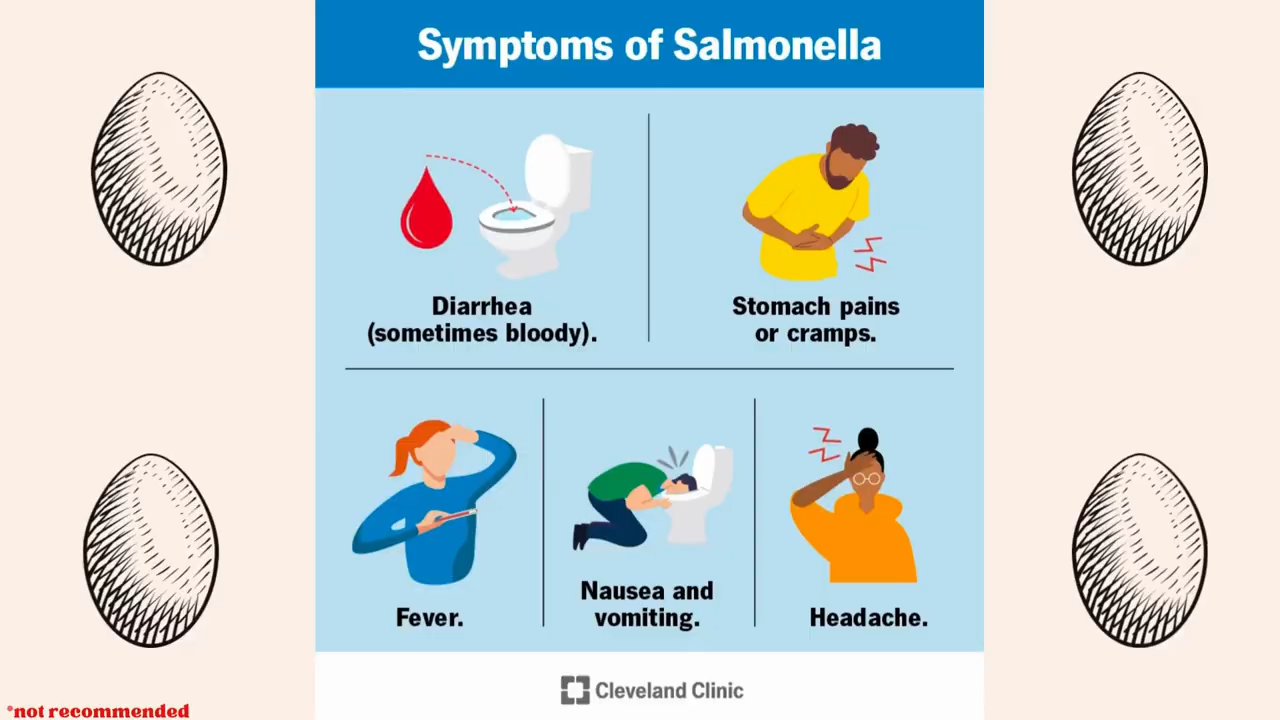 Symptoms of Salmonella
Diarrhea
(sometimes bloody).
Stomach pains
or cramps.
Fever.
Nausea and
vomiting.
Headache.
Cleveland Clinic
*not recommended